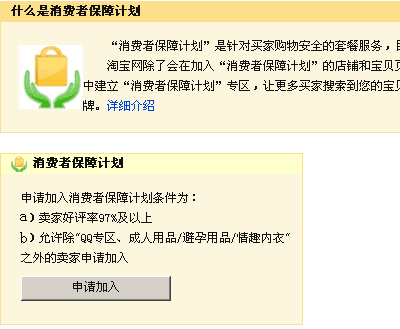 什么是消费者保障计划
“消费者保障计划”是针对买家购物安全的套餐服务，
淘宝网除了会在加入“消费者保障计划”的店铺和宝贝页
中建立“消费者保障计划”专区，让更多买家搜索到您的宝贝
牌。详细介绍
消费者保障计划
申请加入消费者保障计划条件为：
a）卖家好评率97%及以上
b）允许除“QQ专区、成人用品/避孕用品/情趣内衣”
之外的卖家申请加入
申请加入